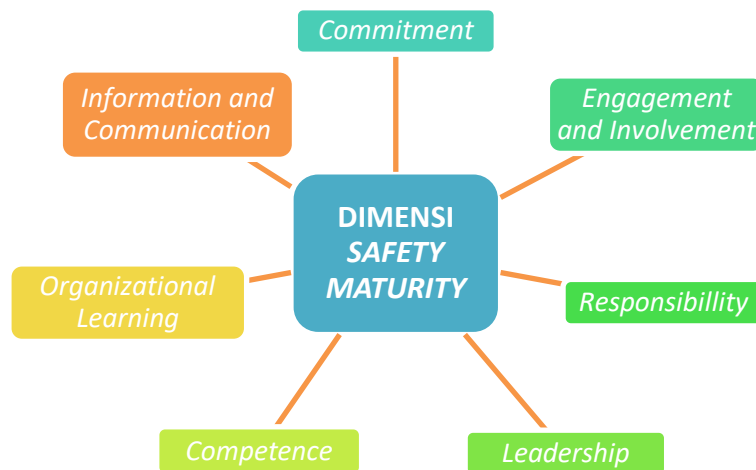 Commitment
Information and
Communication
Engagement
and Involvement
DIMENSI
SAFETY
MATURITY
Organizational
Learning
Responsibillity
Competence
Leadership